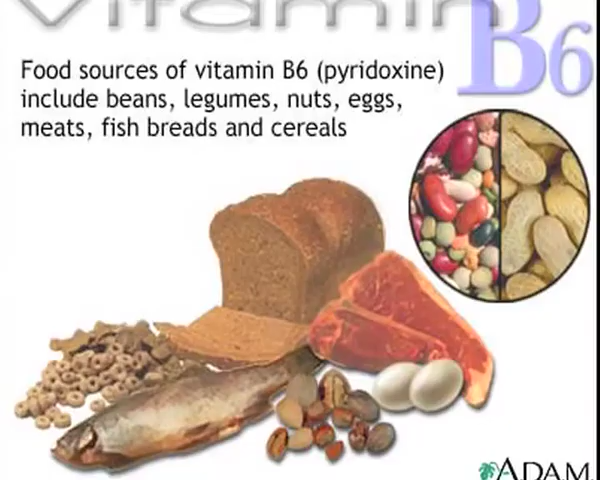 Vitamin
B6
Food sources of vitamin B6 (pyridoxine)
include beans, legumes, nuts, eggs,
meats, fish breads and cereals
ADAM